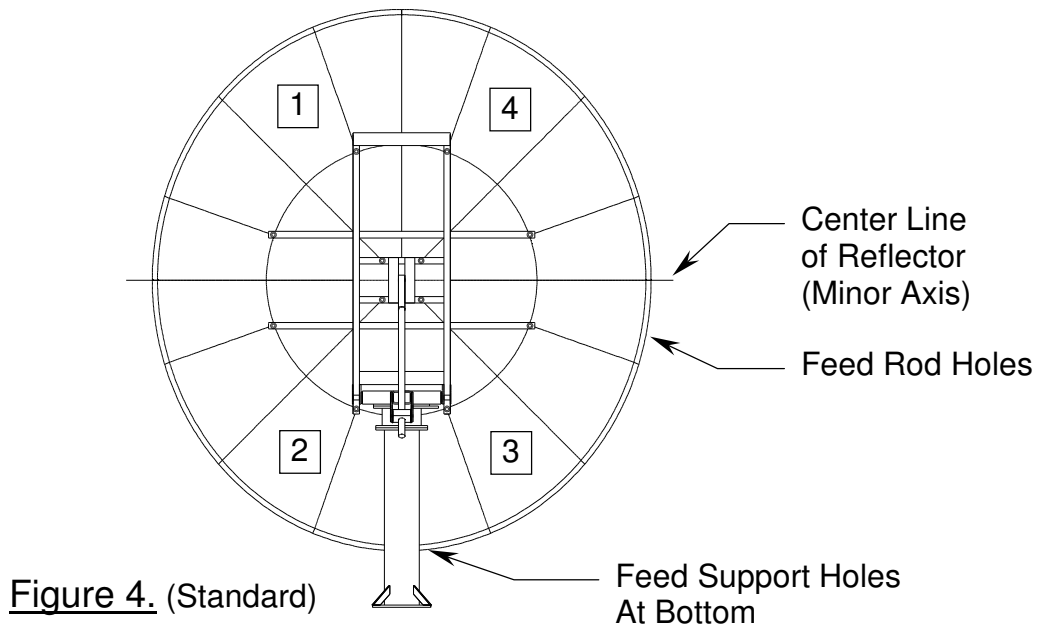 1
4
Center Line
of Reflector
(Minor Axis)
Feed Rod Holes
2
3
Feed Support Holes
At Bottom
Figure 4. (Standard)